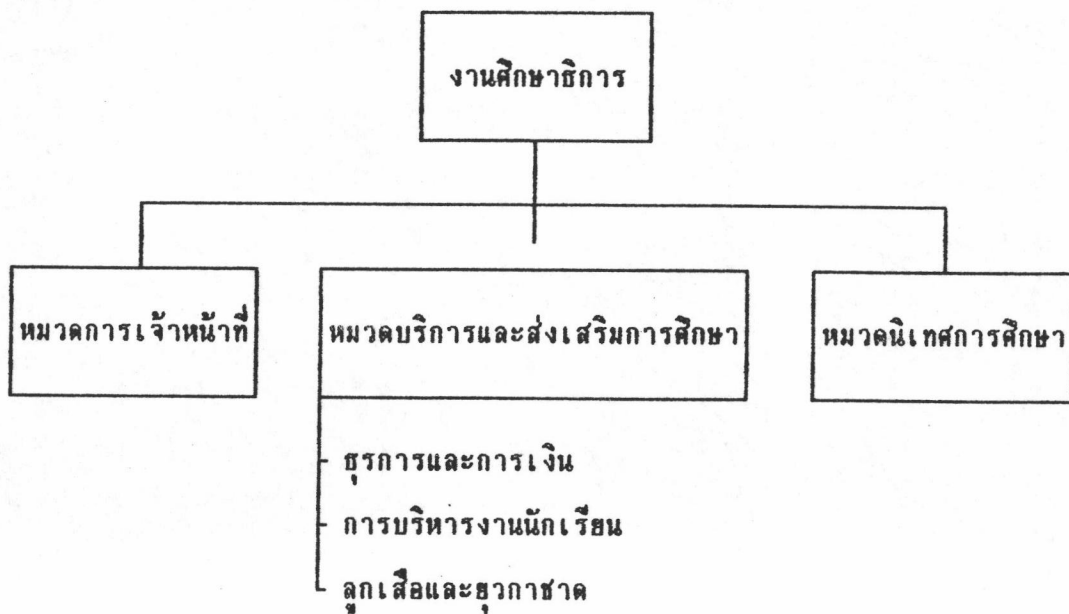 งานศึกษาธิการ
หมวดการเจ้าหน้าที่
หมวดบริการและส่งเสริมการศึกษา
หมวดนิเทศการศึกษา
- ธุรการและการเงิน
- การบริหารงานนักเรียน
- ลูกเสือและยุวกาชาด